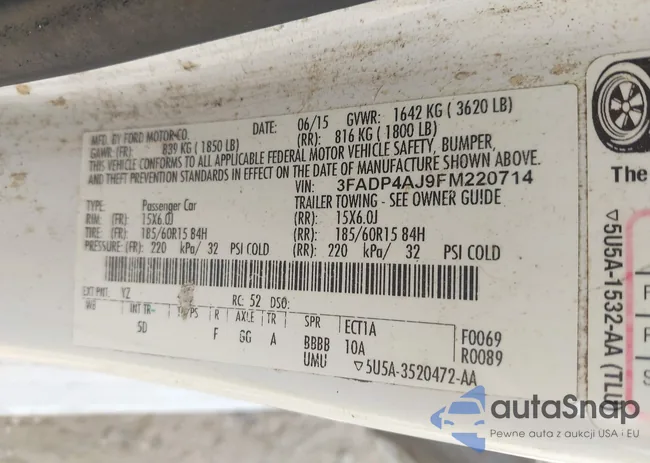 MFD. BY FORD MOTOR CO. DATE: 06/15 GVWR: 1642 KG ( 3620 LB)
GAWR: (FR): 839 KG ( 1850 LB) (RR): 816 KG ( 1800 LB)
THIS VEHICLE CONFORMS TO ALL APPLICABLE FEDERAL MOTOR VEHICLE SAFETY, BUMPER,
AND THEFT PREVENTION STANDARDS IN EFFECT ON THE DATE OF MANUFACTURE SHOWN ABOVE.
VIN: 3FADP4AJ9FM220714
TYPE: Passenger Car TRAILER TOWING - SEE OWNER GUIDE
RIM: (FR): 15X6.0J (RR): 15X6.0J
TIRE: (FR): 185/60R15 84H (RR): 185/60R15 84H
PRESSURE: (FR): 220 kPa/ 32 PSI COLD (RR): 220 kPa/ 32 PSI COLD
EXT PNT: YZ RC: 52 DSO:
WB INT TR R AXLE TR SPR ECT1A F0069
5D F GG A BBBB 10A R0089
UMU ▽5U5A-3520472-AA
The
▽5U5A-1532-AA (TLU
F
F
S
autaSnap
Pewne auta z aukcji USA i EU